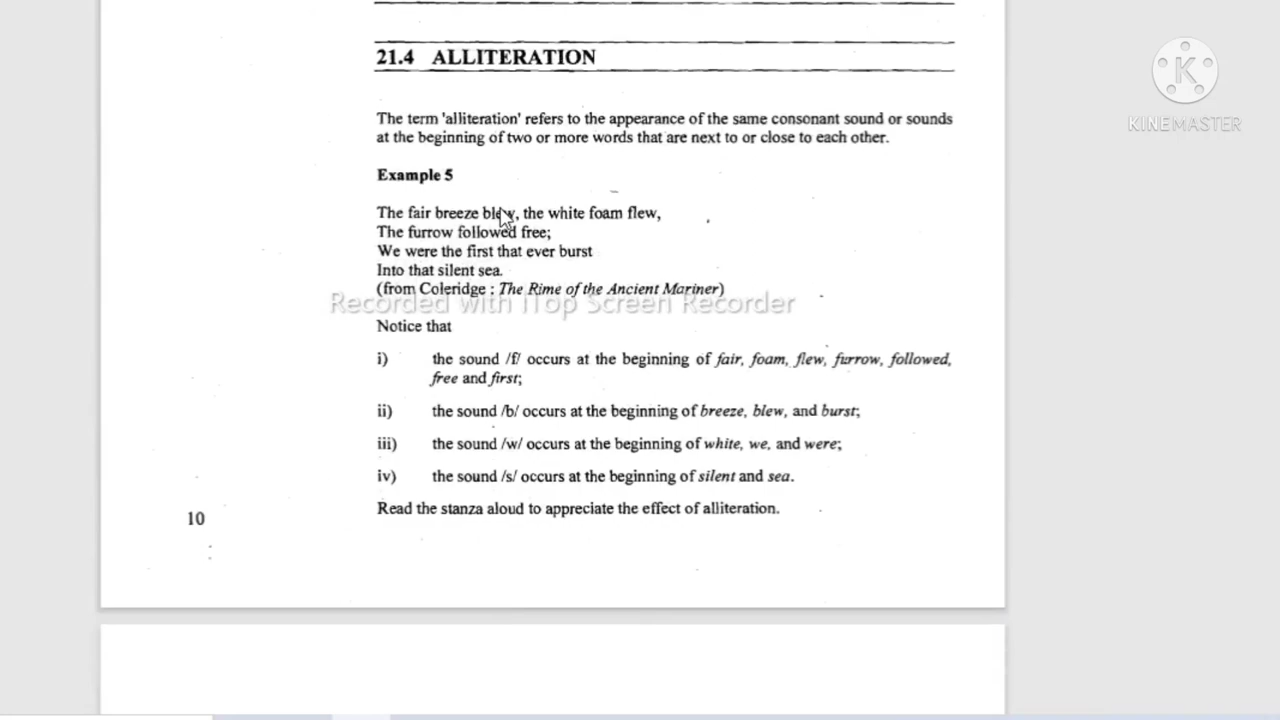 21.4 ALLITERATION
K
KINEMASTER
The term 'alliteration' refers to the appearance of the same consonant sound or sounds
at the beginning of two or more words that are next to or close to each other.
Example 5
The fair breeze blew, the white foam flew,
The furrow followed free;
We were the first that ever burst
Into that silent sea.
(from Coleridge : The Rime of the Ancient Mariner)
Recorded with iTop Screen Recorder
Notice that
i) the sound /f/ occurs at the beginning of fair, foam, flew, furrow, followed,
free and first;
ii) the sound /b/ occurs at the beginning of breeze, blew, and burst;
iii) the sound /w/ occurs at the beginning of white, we, and were;
iv) the sound /s/ occurs at the beginning of silent and sea.
Read the stanza aloud to appreciate the effect of alliteration.
10